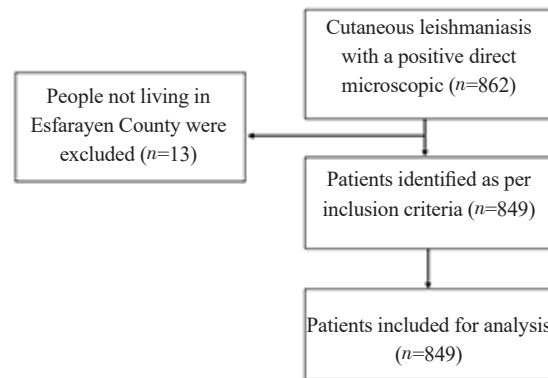 Cutaneous leishmaniasis
with a positive direct
microscopic (n=862)
People not living in
Esfarayen County were
excluded (n=13)
Patients identified as per
inclusion criteria (n=849)
Patients included for analysis
(n=849)